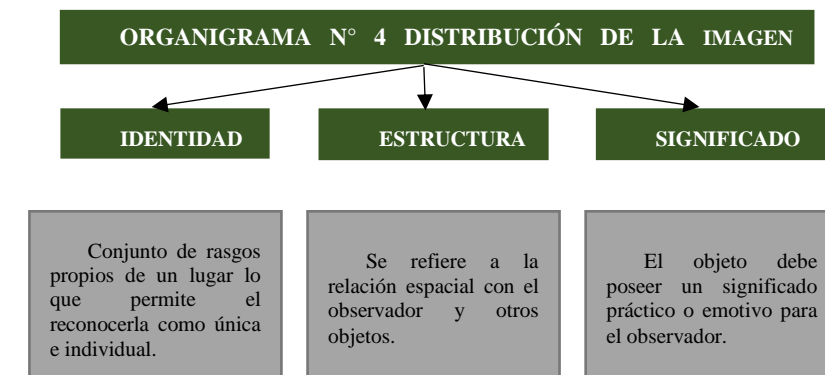 ORGANIGRAMA N° 4 DISTRIBUCIÓN DE LA IMAGEN
IDENTIDAD
ESTRUCTURA
SIGNIFICADO
Conjunto de rasgos
propios de un lugar lo
que permite el
reconocerla como única
e individual.
Se refiere a la
relación espacial con el
observador y otros
objetos.
El objeto debe
poseer un significado
práctico o emotivo para
el observador.